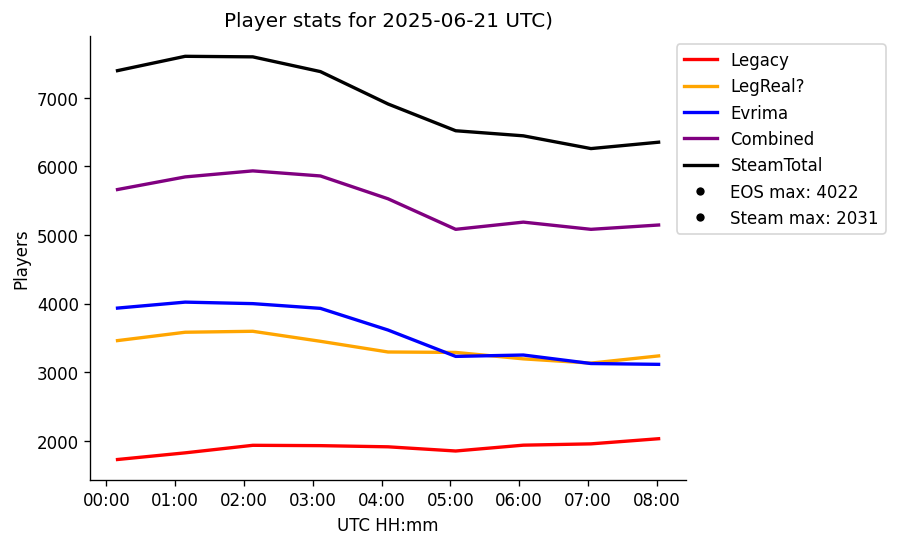 Player stats for 2025-06-21 UTC)
Legacy
LegReal?
Evrima
Combined
SteamTotal
EOS max: 4022
Steam max: 2031
Players
7000
6000
5000
4000
3000
2000
00:00 01:00 02:00 03:00 04:00 05:00 06:00 07:00 08:00
UTC HH:mm